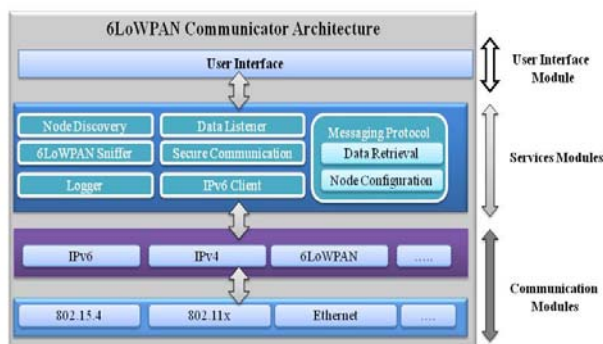 6LoWPAN Communicator Architecture
User Interface
User Interface
Module
Node Discovery
Data Listener
Messaging Protocol
6LoWPAN Sniffer
Secure Communication
Data Retrieval
Logger
IPv6 Client
Node Configuration
Services Modules
IPv6
IPv4
6LoWPAN
.....
Communication
Modules
802.15.4
802.11x
Ethernet
....